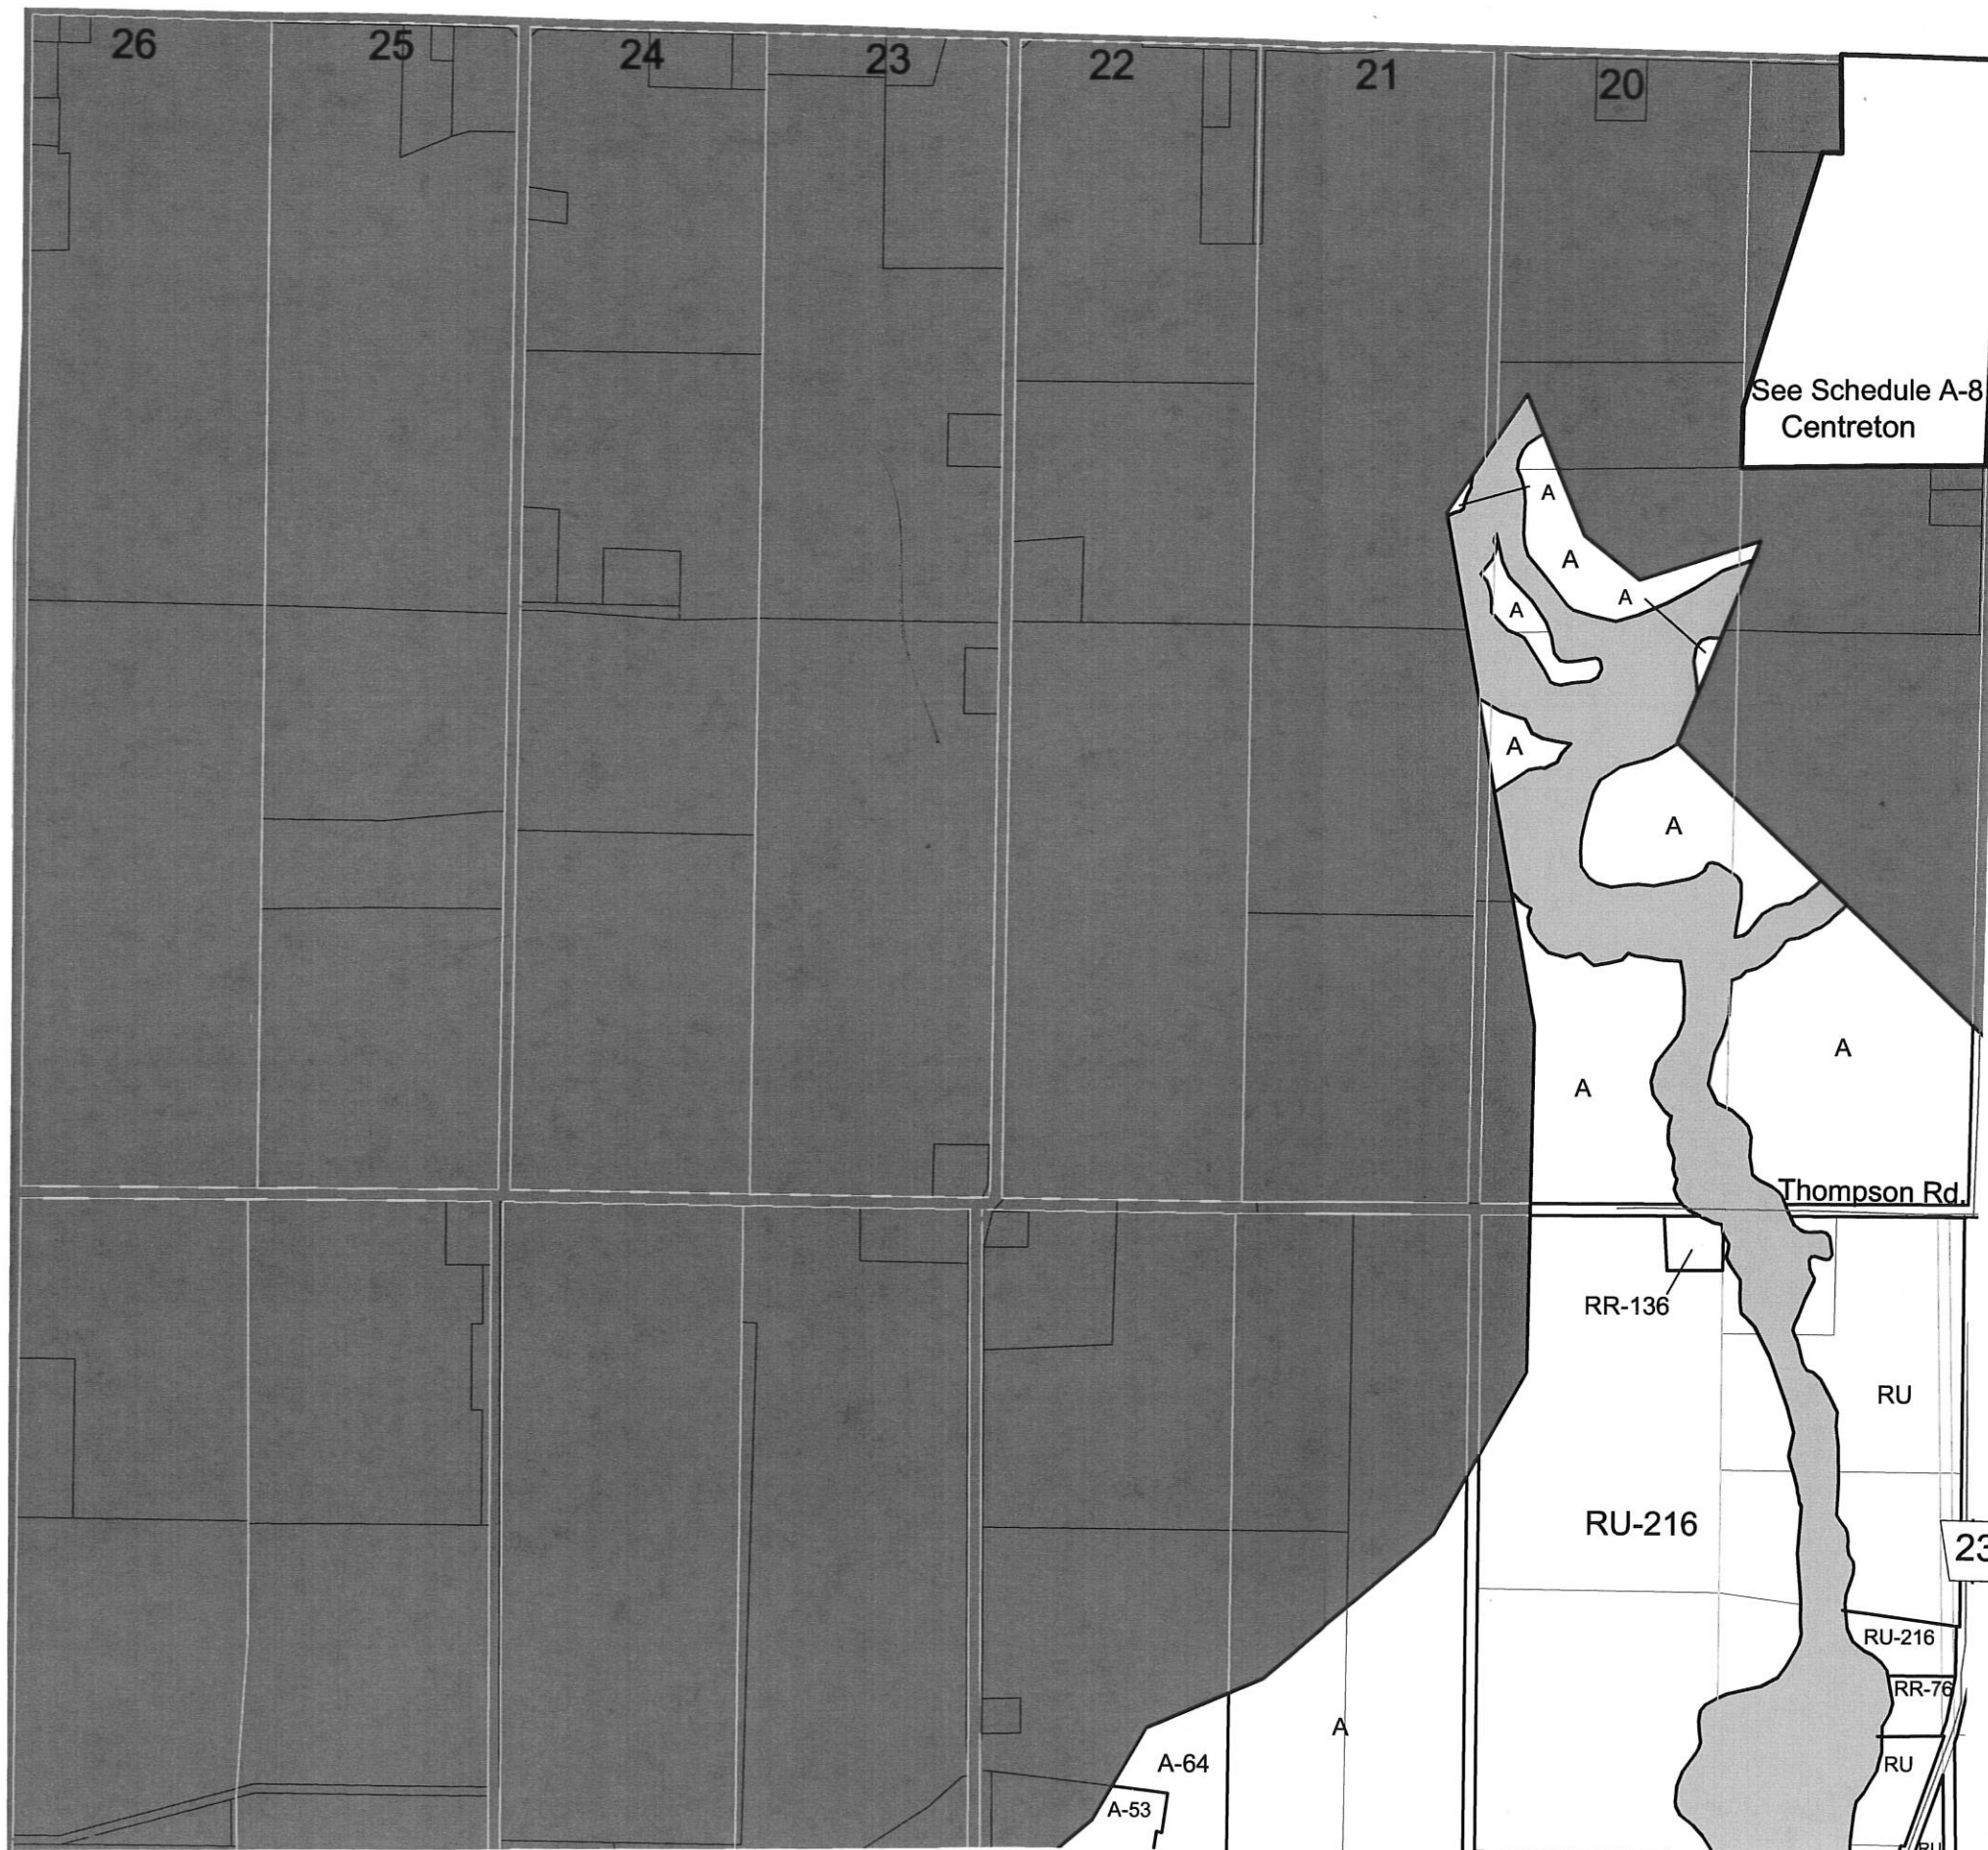 26
25
24
23
22
21
20
See Schedule A-8
Centreton
A
A
A
A
A
A
A
A
Thompson Rd.
RR-136
RU
RU-216
23
RU-216
RR-76
A
A-64
RU
A-53
RU